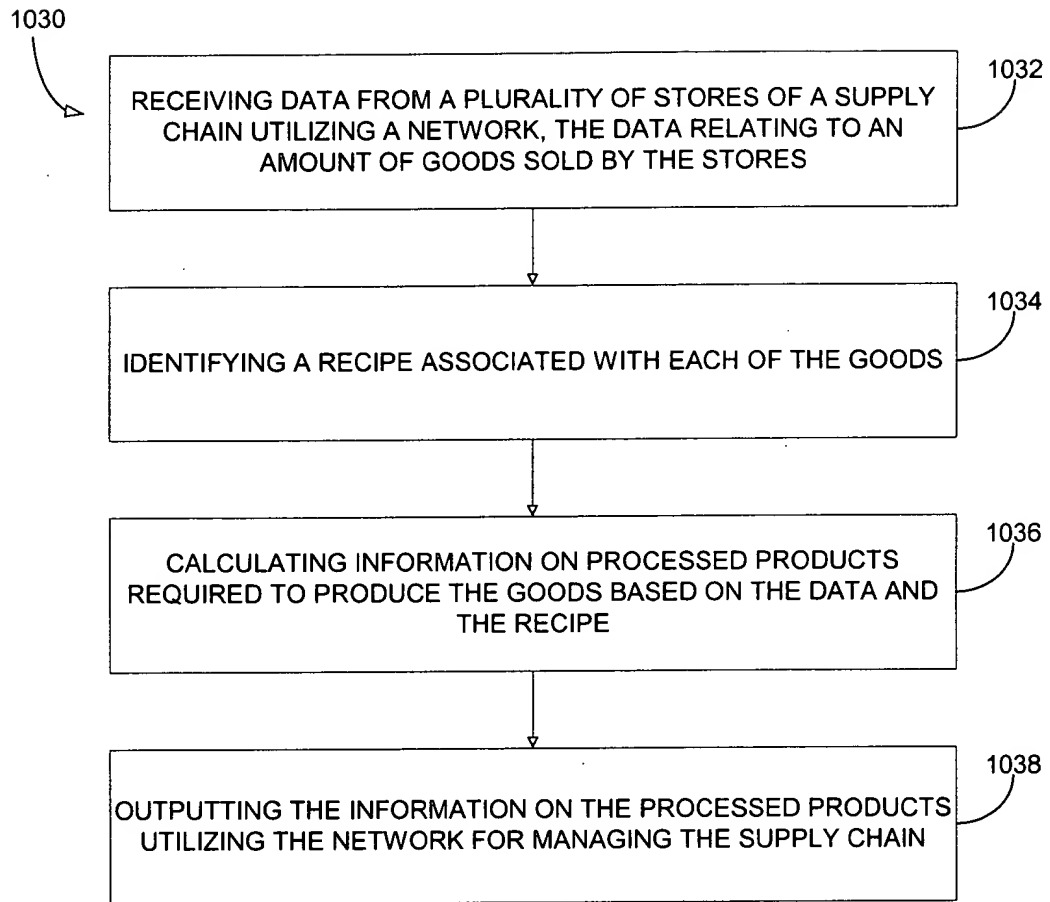 1030
1032
RECEIVING DATA FROM A PLURALITY OF STORES OF A SUPPLY
CHAIN UTILIZING A NETWORK, THE DATA RELATING TO AN
AMOUNT OF GOODS SOLD BY THE STORES
1034
IDENTIFYING A RECIPE ASSOCIATED WITH EACH OF THE GOODS
1036
CALCULATING INFORMATION ON PROCESSED PRODUCTS
REQUIRED TO PRODUCE THE GOODS BASED ON THE DATA AND
THE RECIPE
1038
OUTPUTTING THE INFORMATION ON THE PROCESSED PRODUCTS
UTILIZING THE NETWORK FOR MANAGING THE SUPPLY CHAIN